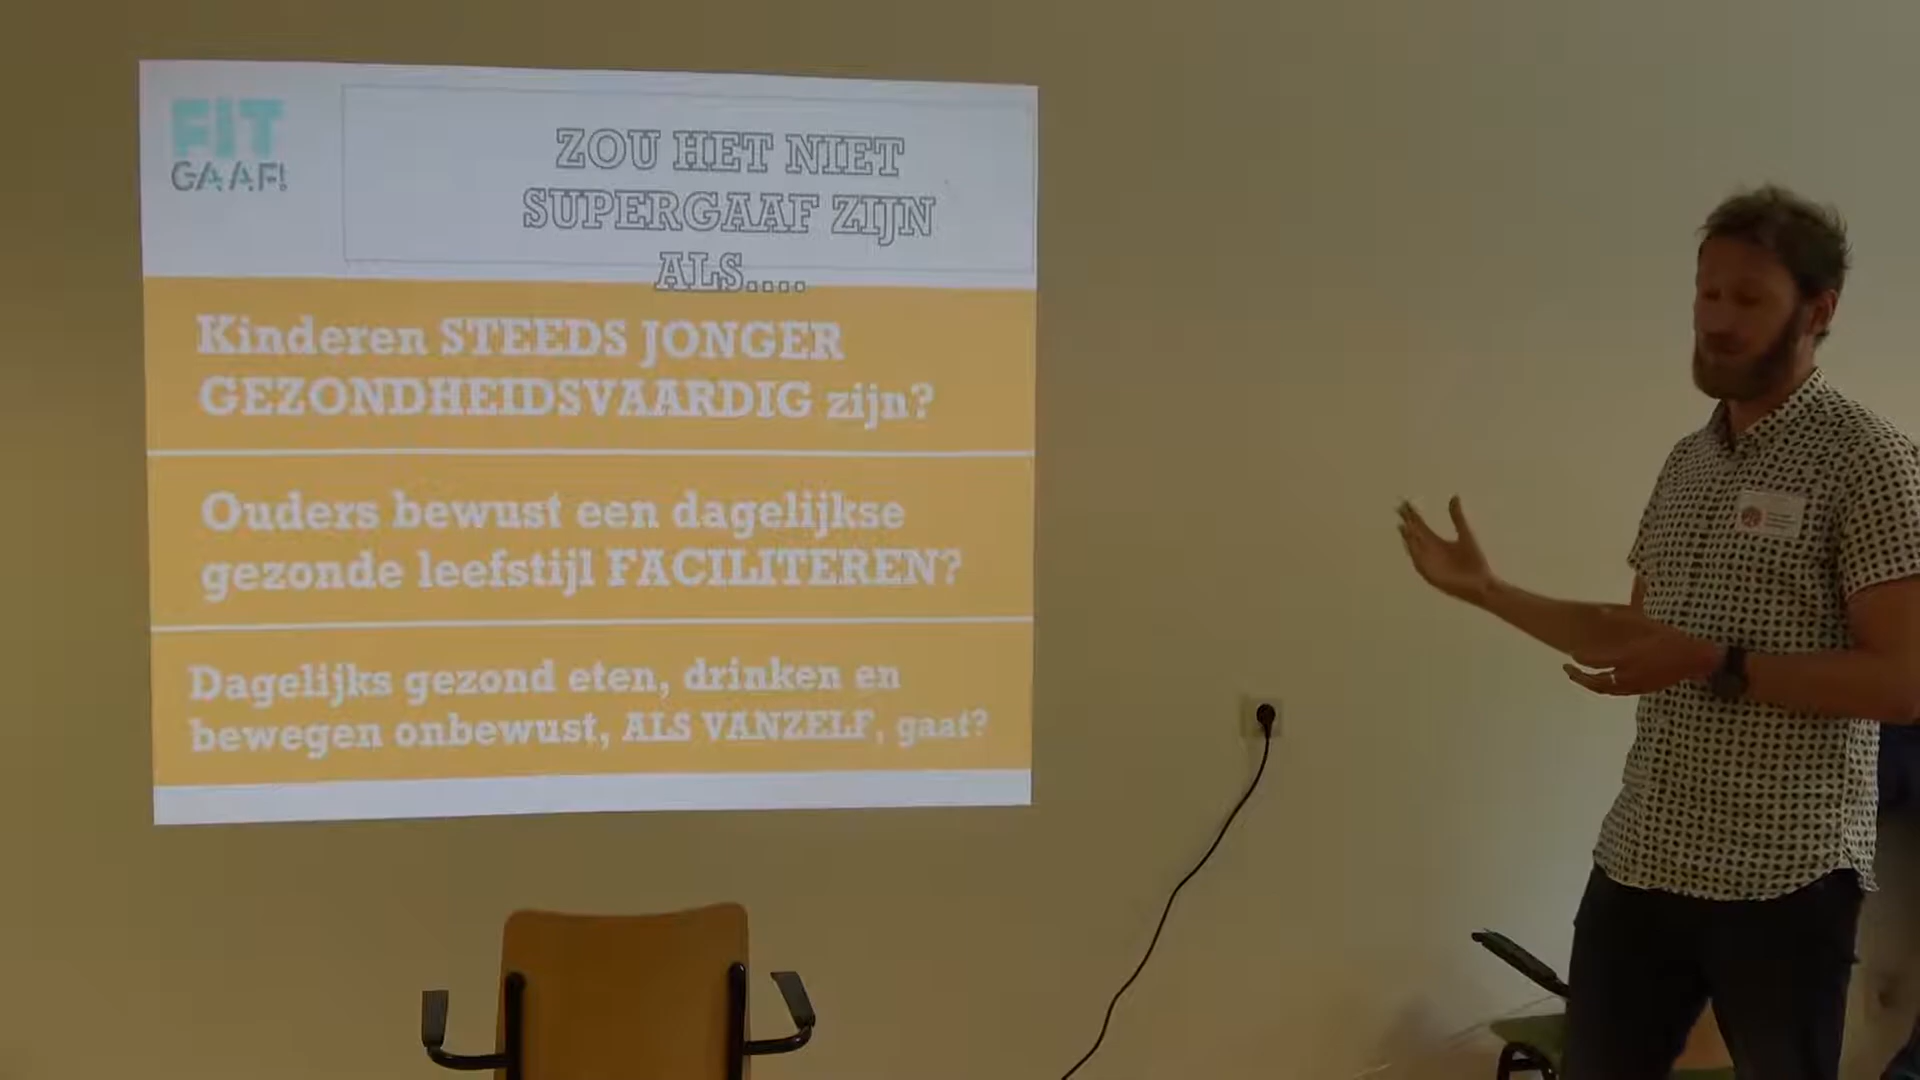 FIT
GAAF!
ZOU HET NIET
SUPERGAAF ZIJN
ALS....
Kinderen STEEDS JONGER
GEZONDHEIDSVAARDIG zijn?
Ouders bewust een dagelijkse
gezonde leefstijl FACILITEREN?
Dagelijks gezond eten, drinken en
bewegen onbewust, ALS VANZELF, gaat?